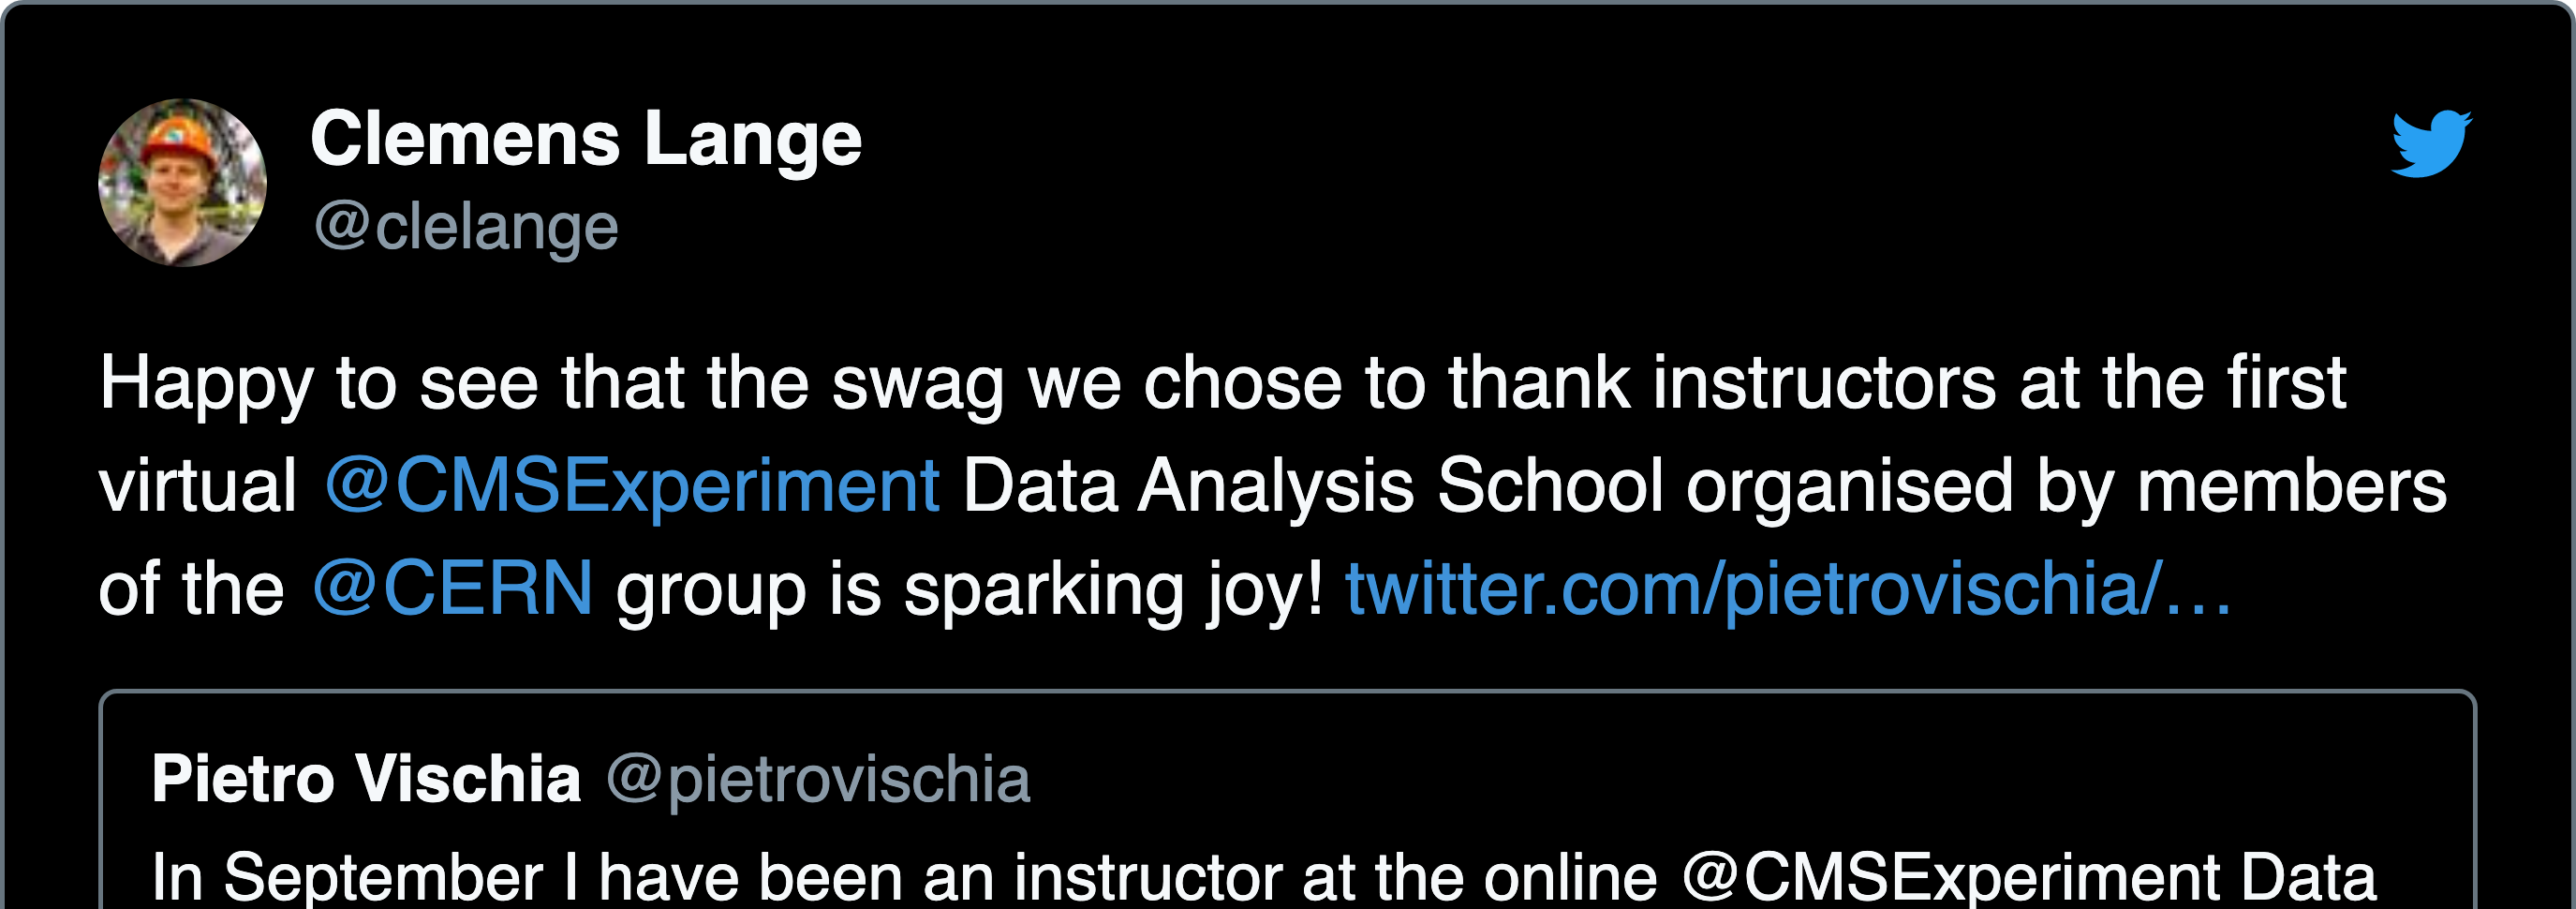 Clemens Lange
@clelange
Happy to see that the swag we chose to thank instructors at the first
virtual @CMSExperiment Data Analysis School organised by members
of the @CERN group is sparking joy! twitter.com/pietrovischia/…
Pietro Vischia @pietrovischia
In September I have been an instructor at the online @CMSExperiment Data